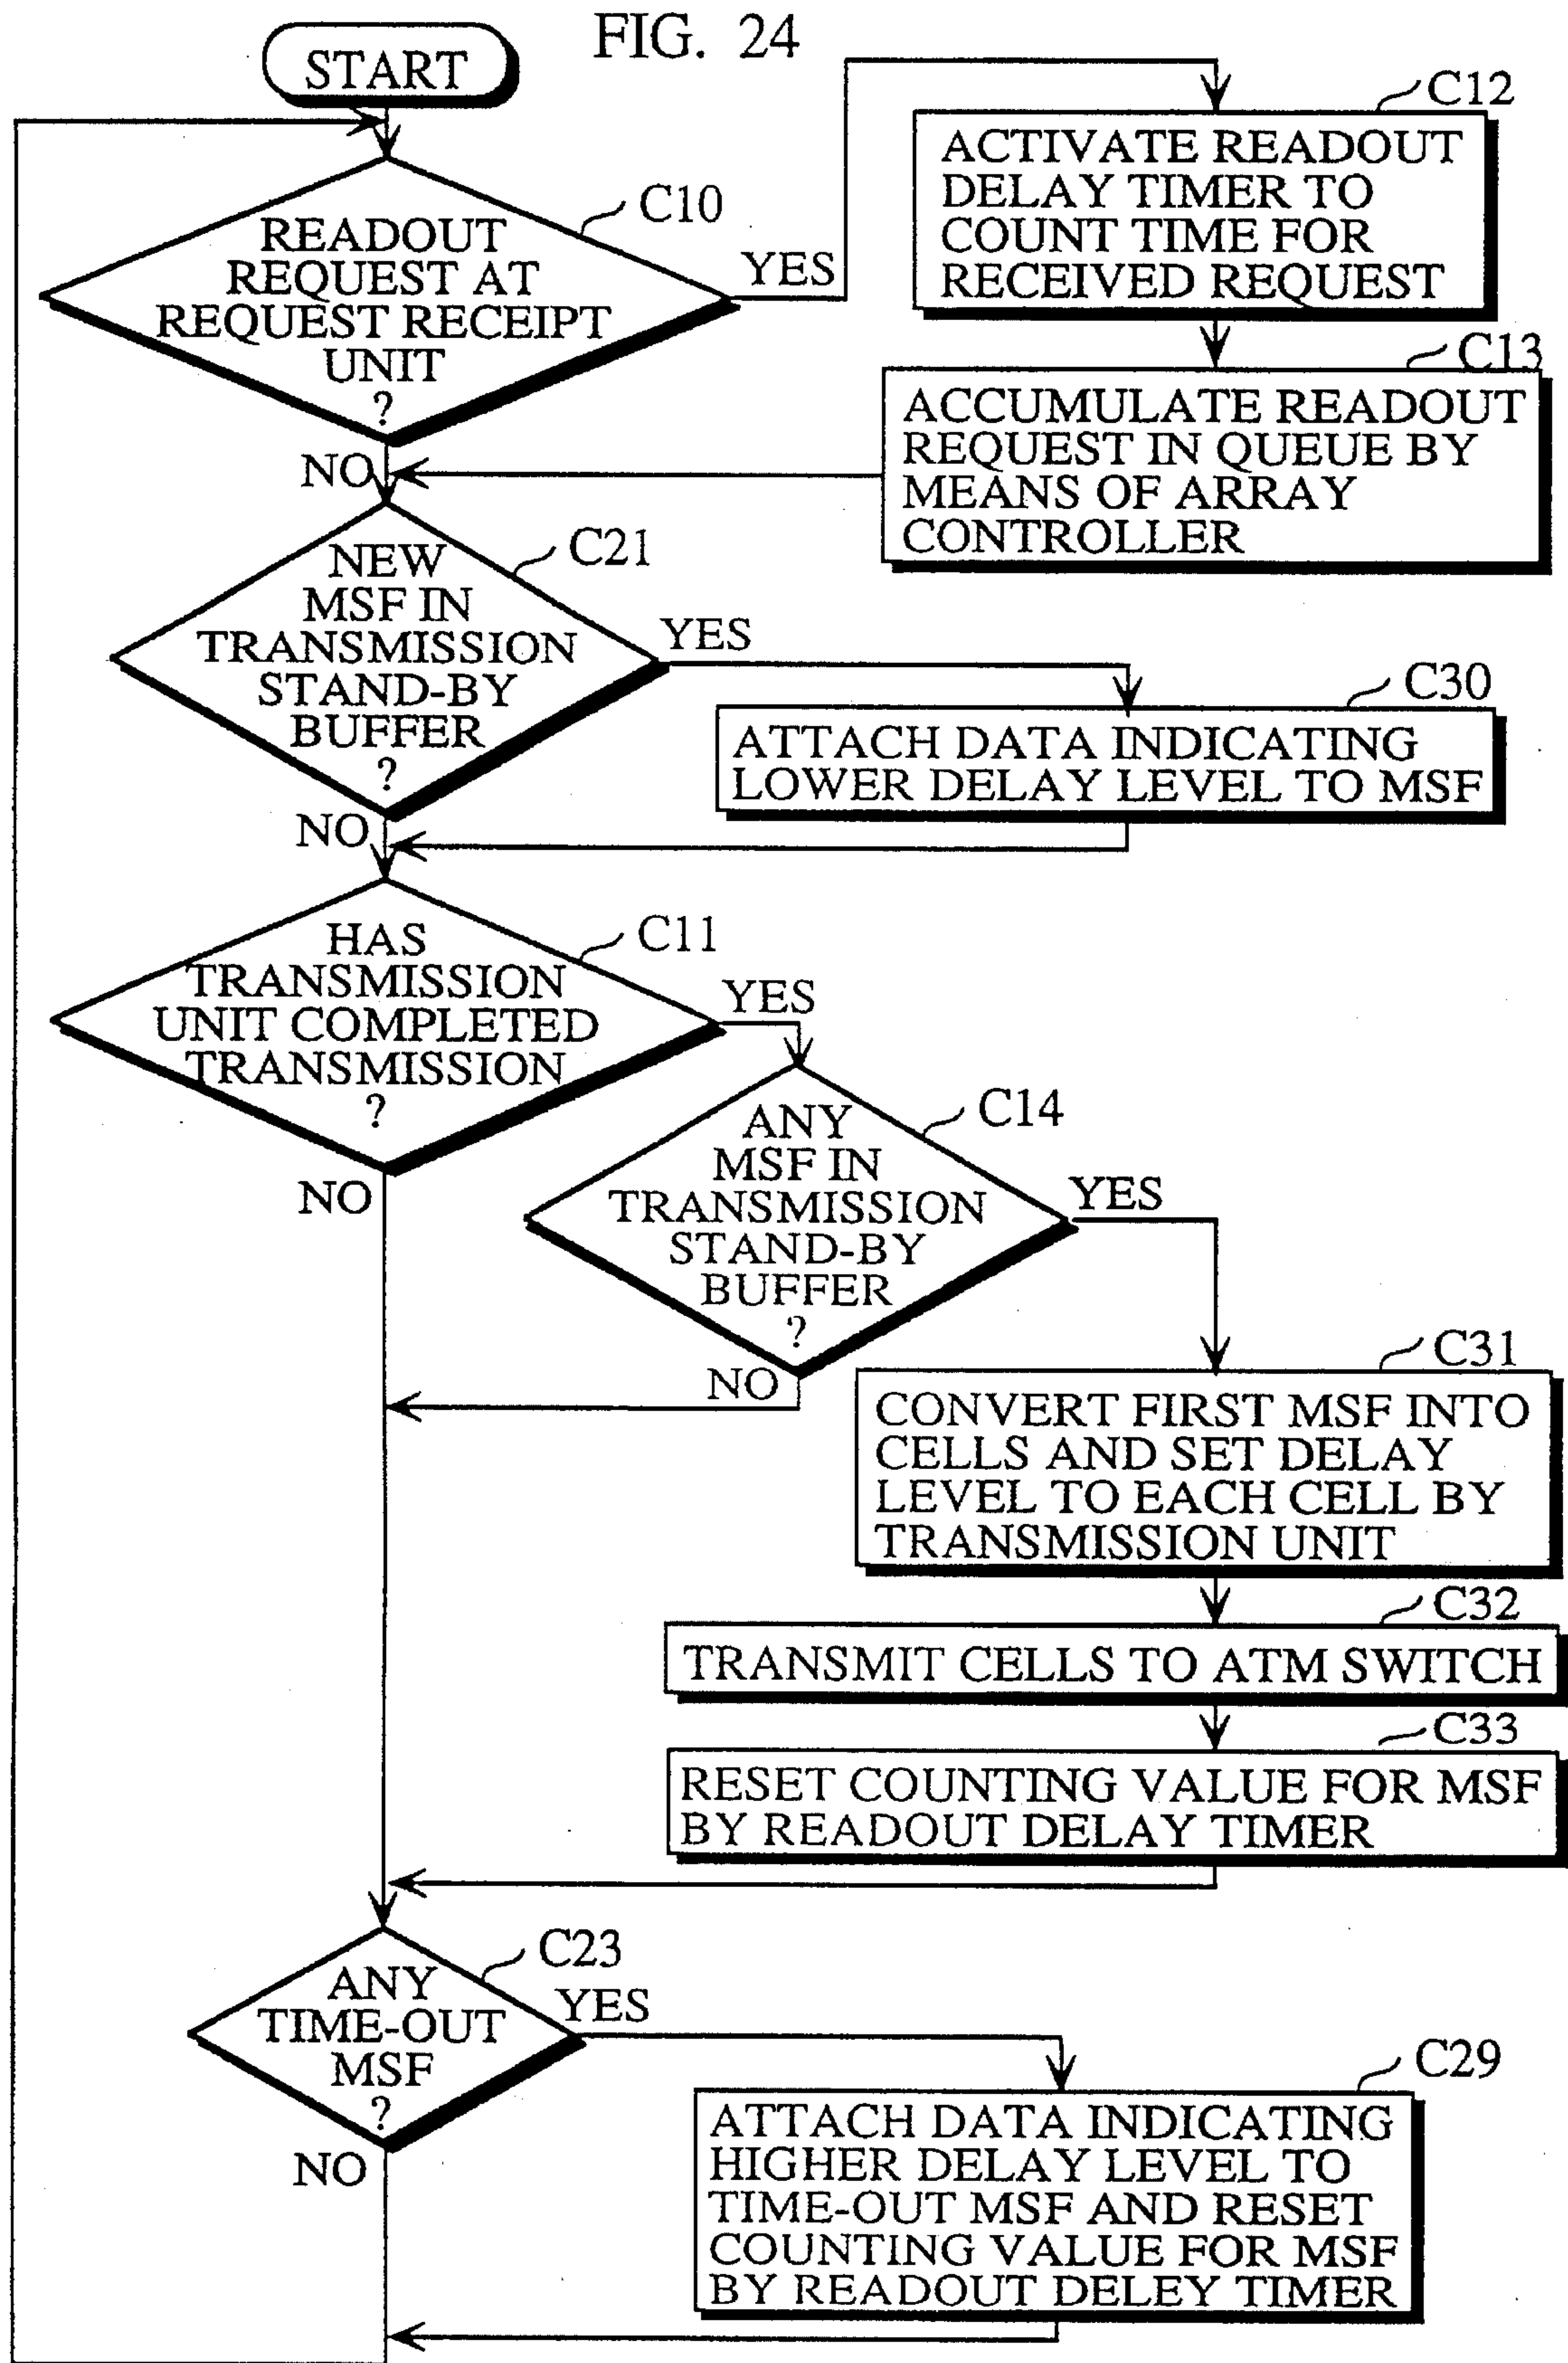 FIG. 24
START
C10
READOUT
REQUEST AT
REQUEST RECEIPT
UNIT
?
YES
NO
C12
ACTIVATE READOUT
DELAY TIMER TO
COUNT TIME FOR
RECEIVED REQUEST
C13
ACCUMULATE READOUT
REQUEST IN QUEUE BY
MEANS OF ARRAY
CONTROLLER
C21
NEW
MSF IN
TRANSMISSION
STAND-BY
BUFFER
?
YES
NO
C30
ATTACH DATA INDICATING
LOWER DELAY LEVEL TO MSF
C11
HAS
TRANSMISSION
UNIT COMPLETED
TRANSMISSION
?
YES
NO
C14
ANY
MSF IN
TRANSMISSION
STAND-BY
BUFFER
?
YES
NO
C31
CONVERT FIRST MSF INTO
CELLS AND SET DELAY
LEVEL TO EACH CELL BY
TRANSMISSION UNIT
C32
TRANSMIT CELLS TO ATM SWITCH
C33
RESET COUNTING VALUE FOR MSF
BY READOUT DELAY TIMER
C23
ANY
TIME-OUT
MSF
?
YES
NO
C29
ATTACH DATA INDICATING
HIGHER DELAY LEVEL TO
TIME-OUT MSF AND RESET
COUNTING VALUE FOR MSF
BY READOUT DELEY TIMER